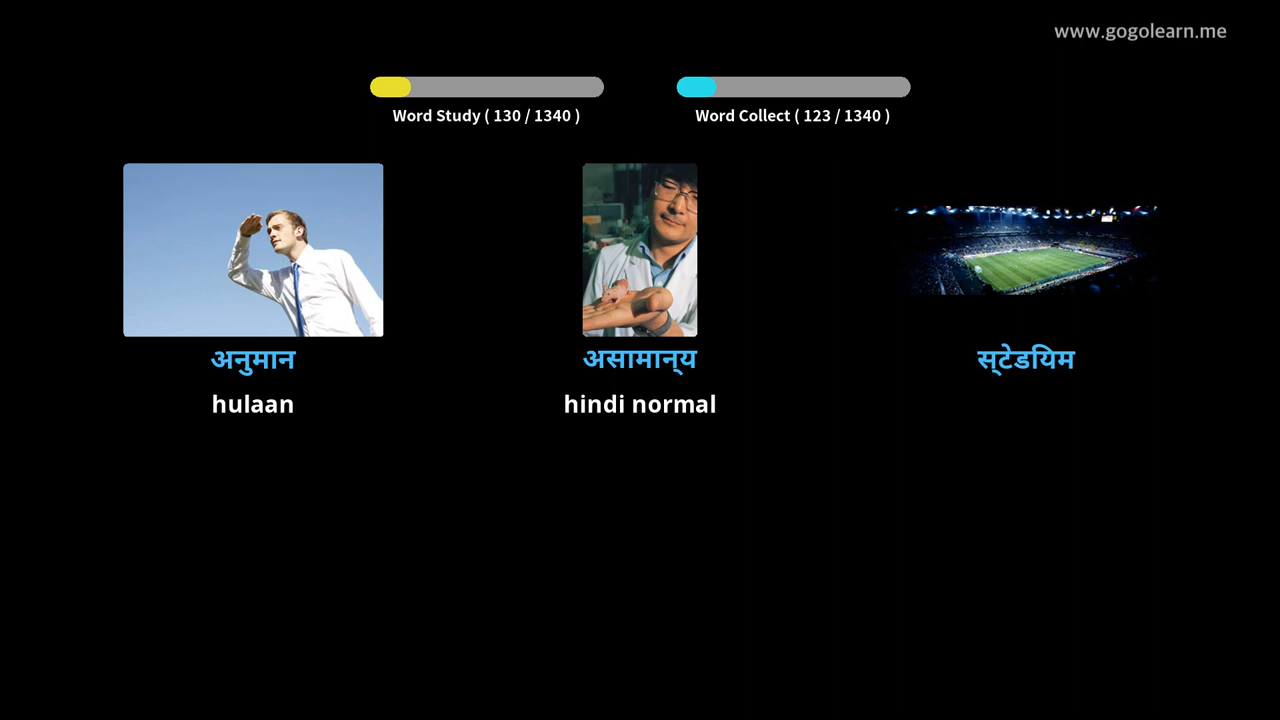 www.gogolearn.me
Word Study ( 130 / 1340 )
Word Collect ( 123 / 1340 )
अनुमान
असामान्य
स्टेडियम
hulaan
hindi normal